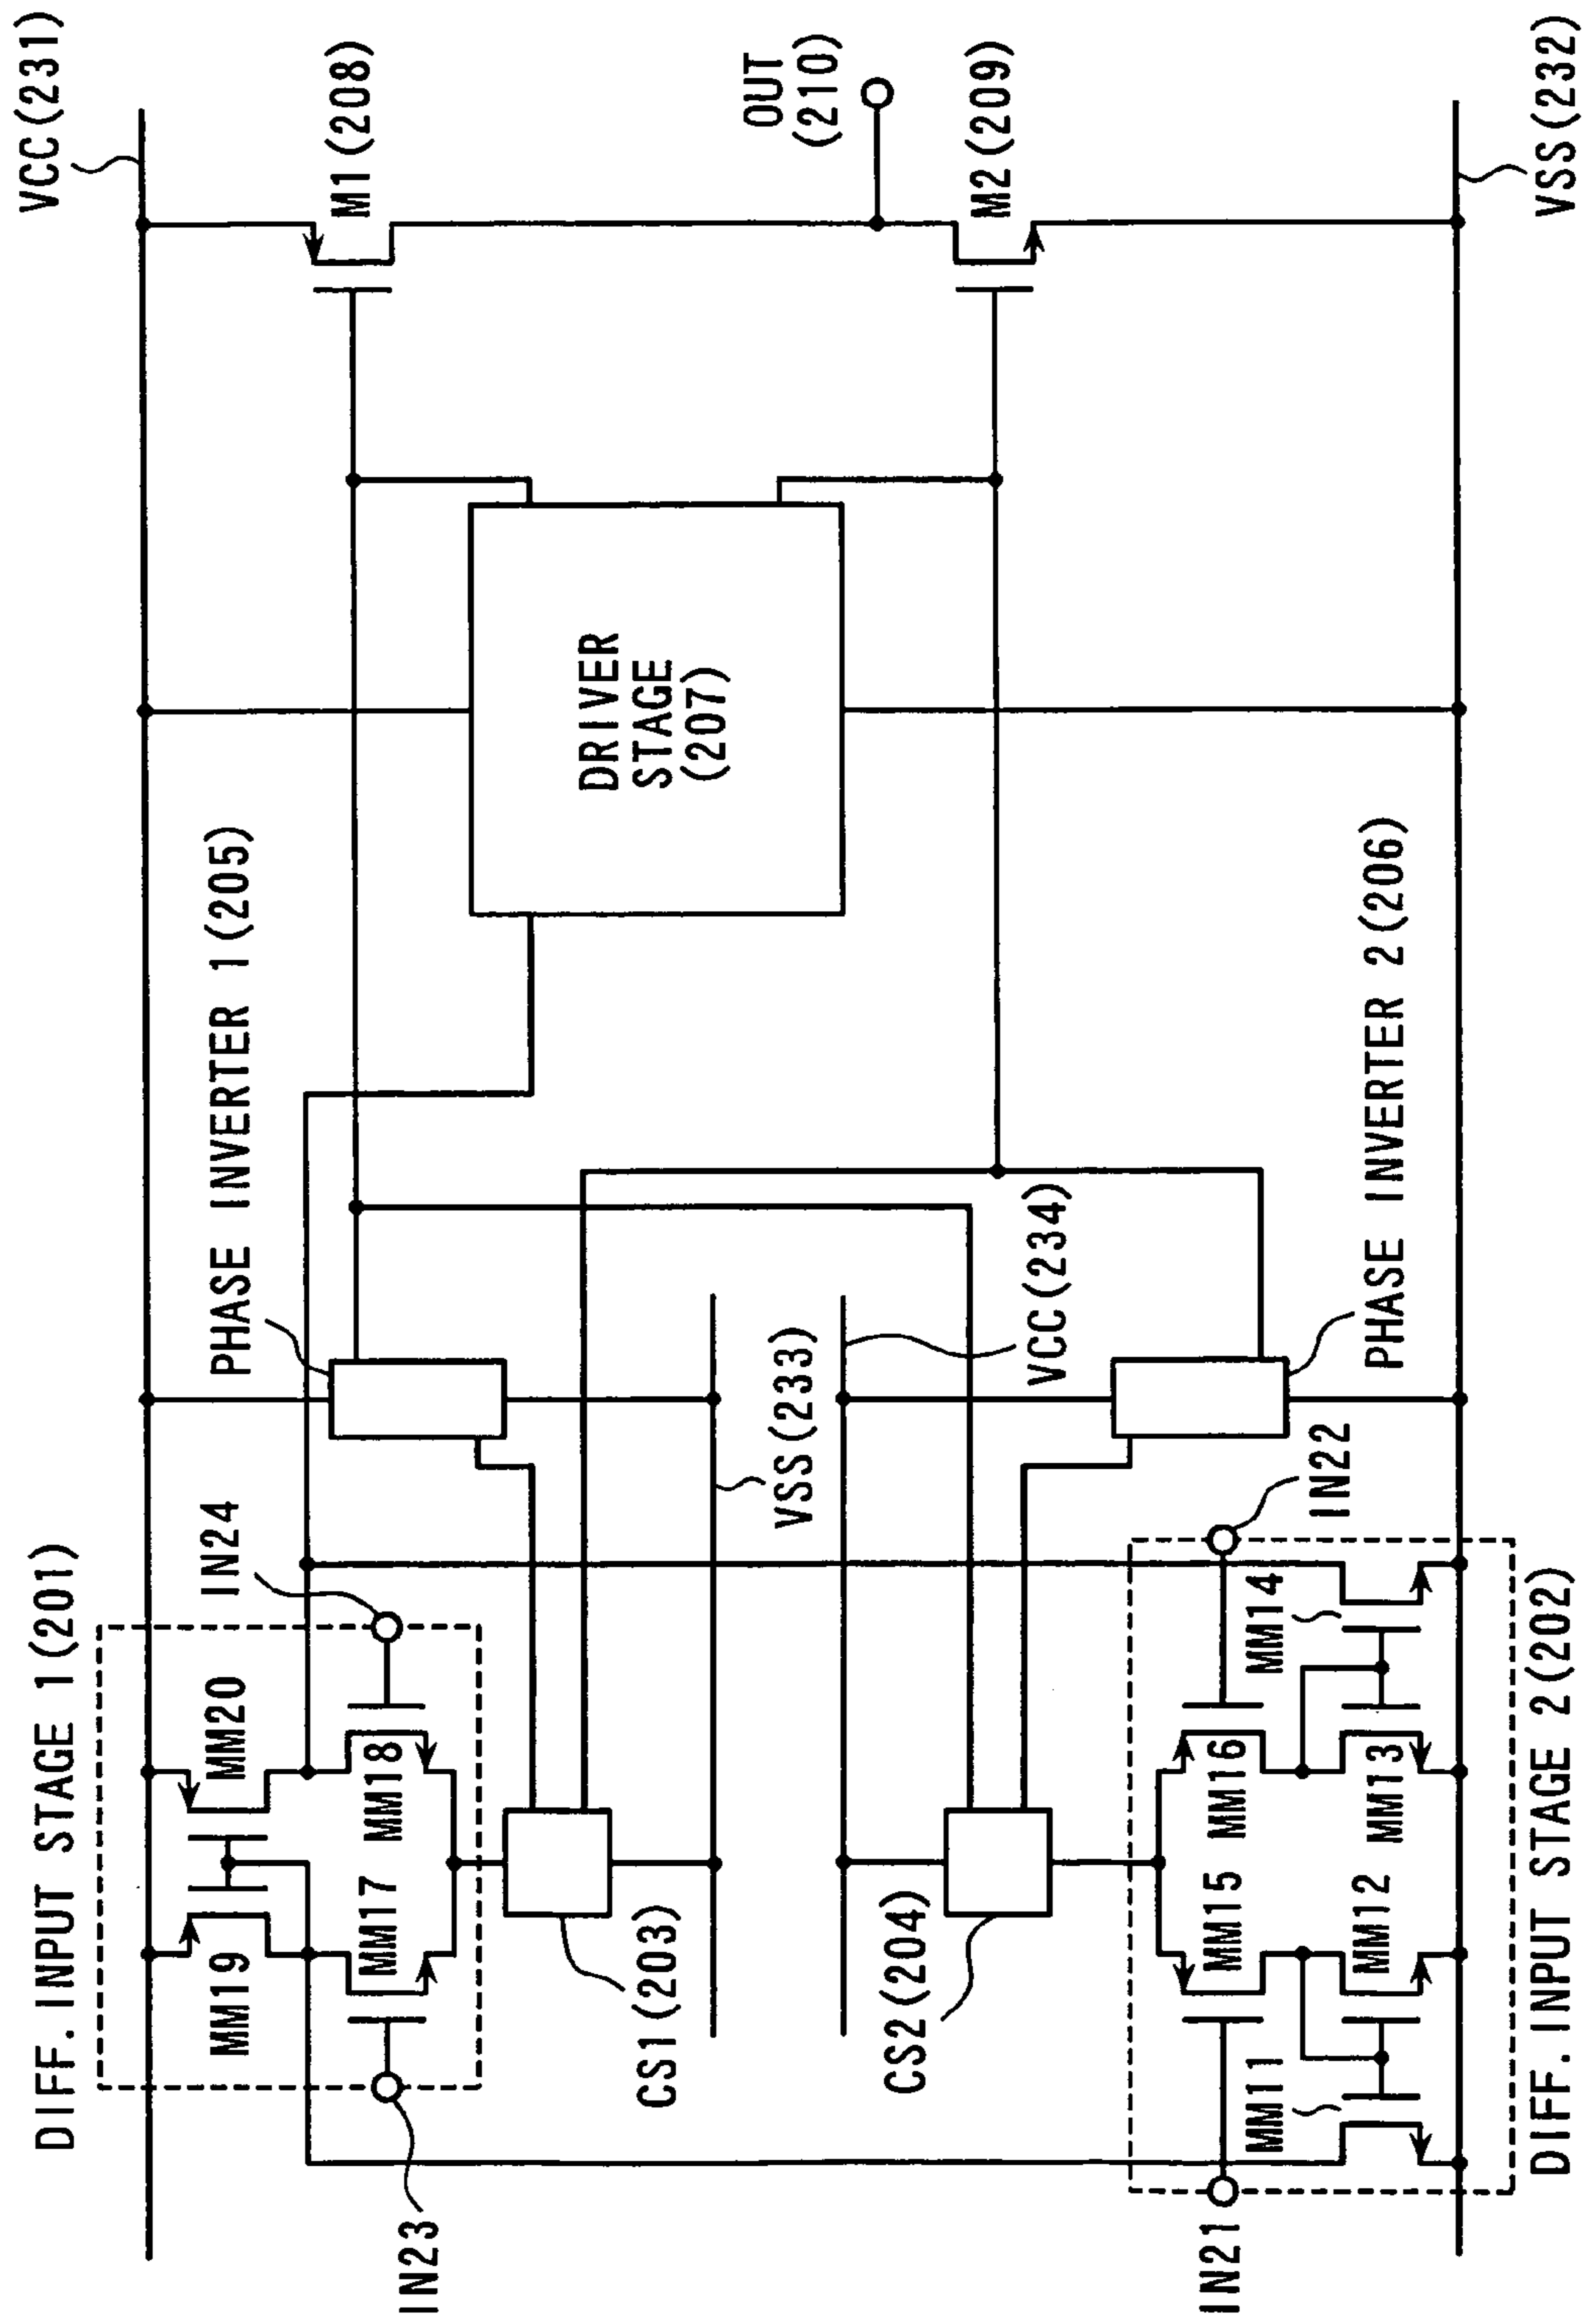 VCC(231)
M1(208)
OUT
(210)
M2(209)
VSS(232)
DRIVER
STAGE
(207)
PHASE INVERTER 1(205)
PHASE INVERTER 2(206)
VCC(234)
VSS(233)
IN24
IN22
DIFF.INPUT STAGE 1(201)
MM20
MM18
MM19
MM17
IN23
CS1(203)
CS2(204)
MM14
MM16
MM13
MM15
MM12
MM11
IN21
DIFF.INPUT STAGE 2(202)